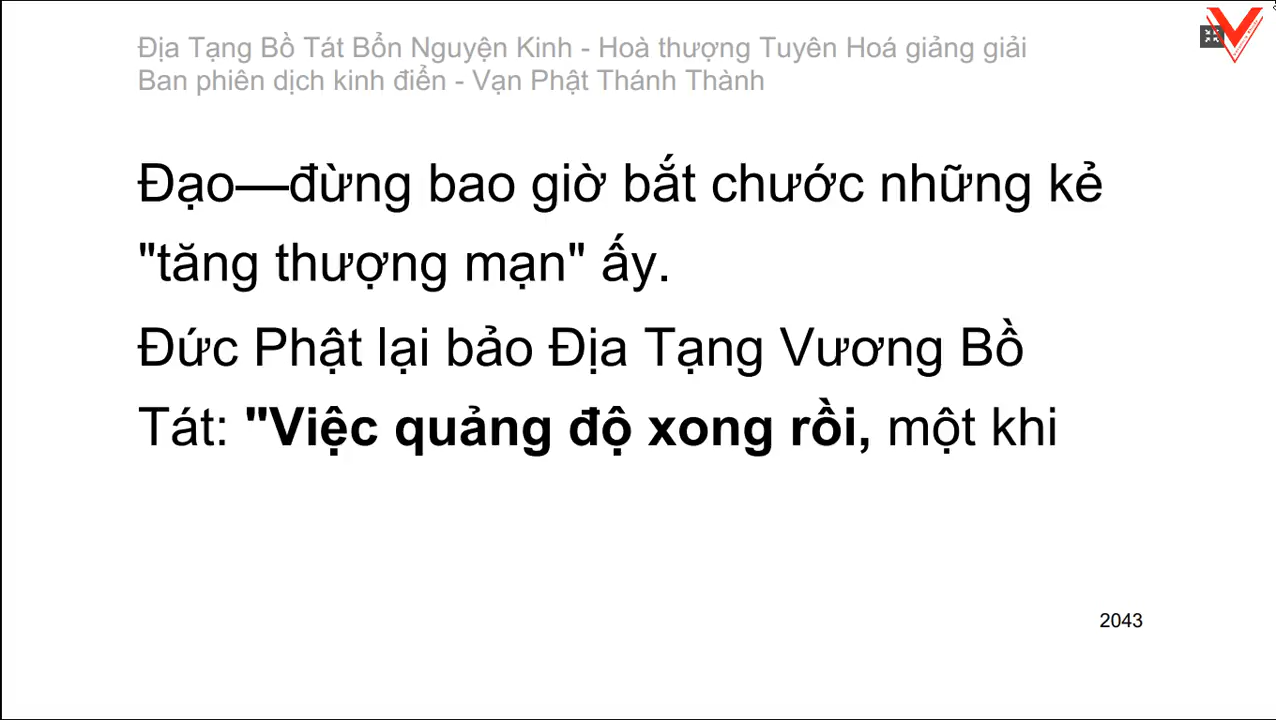 Địa Tạng Bồ Tát Bổn Nguyện Kinh - Hoà thượng Tuyên Hoá giảng giải
Ban phiên dịch kinh điển - Vạn Phật Thánh Thành
Đạo—đừng bao giờ bắt chước những kẻ
"tăng thượng mạn" ấy.
Đức Phật lại bảo Địa Tạng Vương Bồ
Tát: "Việc quảng độ xong rồi, một khi
2043